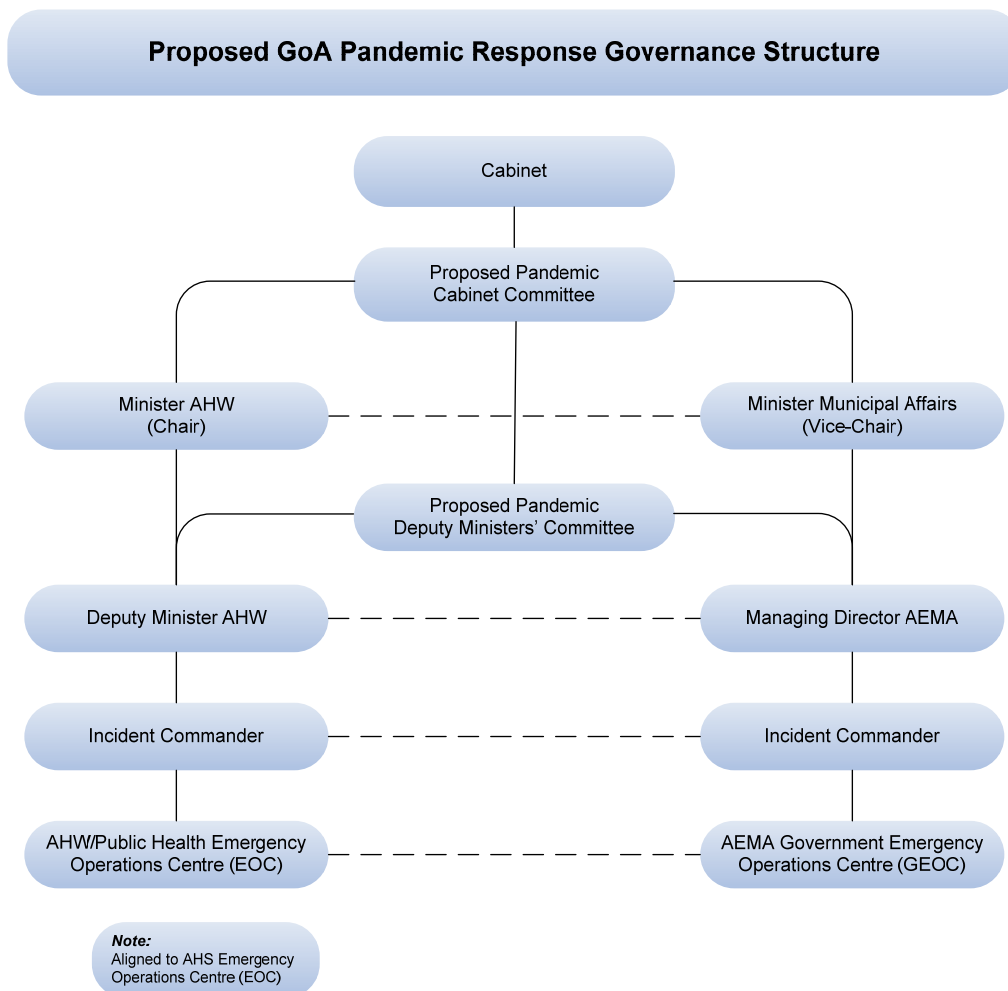 Proposed GoA Pandemic Response Governance Structure
Cabinet
Proposed Pandemic
Cabinet Committee
Minister AHW
(Chair)
Minister Municipal Affairs
(Vice-Chair)
Proposed Pandemic
Deputy Ministers' Committee
Deputy Minister AHW
Managing Director AEMA
Incident Commander
Incident Commander
AHW/Public Health Emergency
Operations Centre (EOC)
AEMA Government Emergency
Operations Centre (GEOC)
Note:
Aligned to AHS Emergency
Operations Centre (EOC)